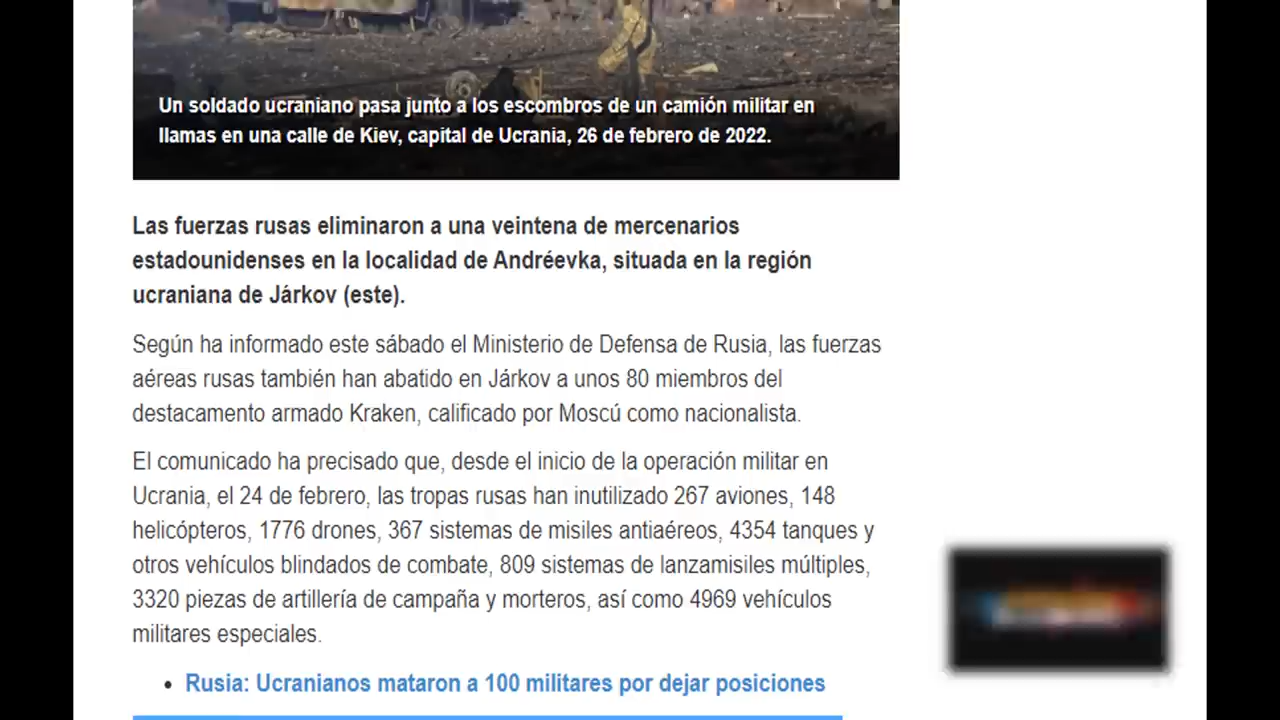 Un soldado ucraniano pasa junto a los escombros de un camión militar en
llamas en una calle de Kiev, capital de Ucrania, 26 de febrero de 2022.
Las fuerzas rusas eliminaron a una veintena de mercenarios
estadounidenses en la localidad de Andréevka, situada en la región
ucraniana de Járkov (este).
Según ha informado este sábado el Ministerio de Defensa de Rusia, las fuerzas
aéreas rusas también han abatido en Járkov a unos 80 miembros del
destacamento armado Kraken, calificado por Moscú como nacionalista.
El comunicado ha precisado que, desde el inicio de la operación militar en
Ucrania, el 24 de febrero, las tropas rusas han inutilizado 267 aviones, 148
helicópteros, 1776 drones, 367 sistemas de misiles antiaéreos, 4354 tanques y
otros vehículos blindados de combate, 809 sistemas de lanzamisiles múltiples,
3320 piezas de artillería de campaña y morteros, así como 4969 vehículos
militares especiales.
• Rusia: Ucranianos mataron a 100 militares por dejar posiciones